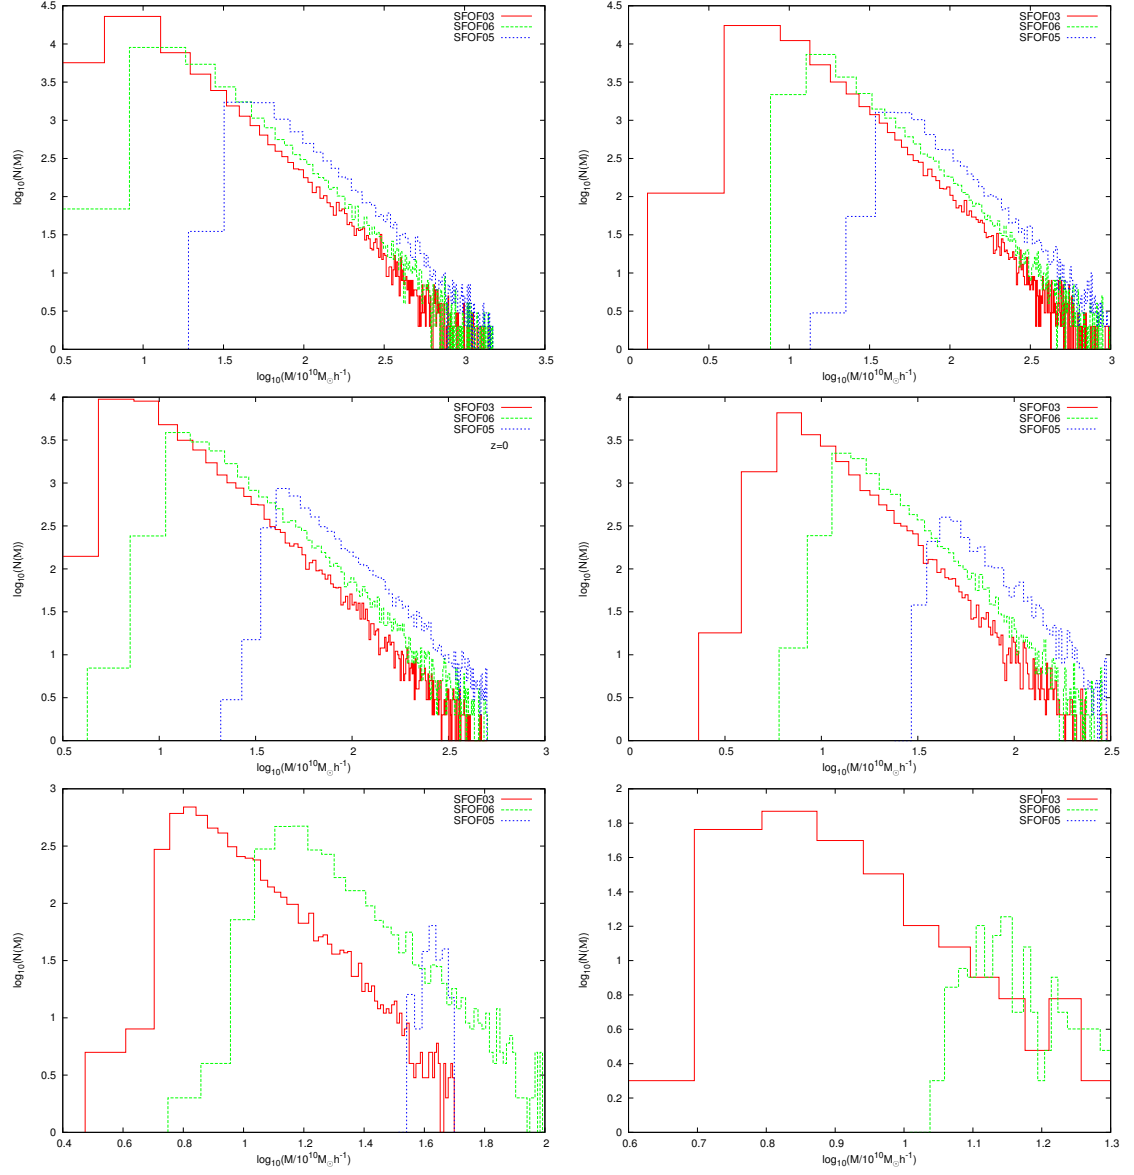 4.5
4
3.5
3
2.5
2
1.5
1
0.5
0
0.5 1 1.5 2 2.5 3 3.5
log10(N(M))
log10(M/10^10M☉h^-1)
SFOF03
SFOF06
SFOF05
4.5
4
3.5
3
2.5
2
1.5
1
0.5
0
0 0.5 1 1.5 2 2.5 3
log10(N(M))
log10(M/10^10M☉h^-1)
SFOF03
SFOF06
SFOF05
4
3.5
3
2.5
2
1.5
1
0.5
0
0.5 1 1.5 2 2.5 3
log10(N(M))
log10(M/10^10M☉h^-1)
SFOF03
SFOF06
SFOF05
z=0
4
3.5
3
2.5
2
1.5
1
0.5
0
0 0.5 1 1.5 2 2.5
log10(N(M))
log10(M/10^10M☉h^-1)
SFOF03
SFOF06
SFOF05
3
2.5
2
1.5
1
0.5
0
0.4 0.6 0.8 1 1.2 1.4 1.6 1.8 2
log10(N(M))
log10(M/10^10M☉h^-1)
SFOF03
SFOF06
SFOF05
2
1.8
1.6
1.4
1.2
1
0.8
0.6
0.4
0.2
0
0.6 0.7 0.8 0.9 1 1.1 1.2 1.3
log10(N(M))
log10(M/10^10M☉h^-1)
SFOF03
SFOF06
SFOF05